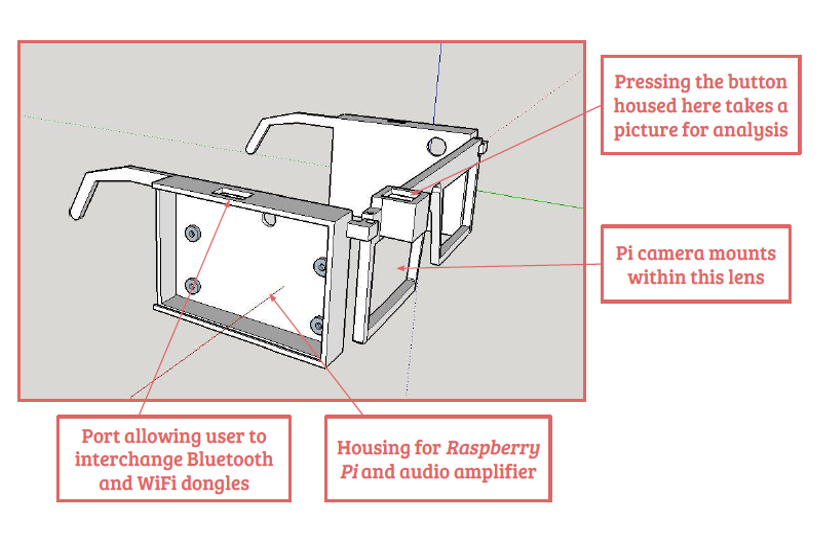 Pressing the button
housed here takes a
picture for analysis
Pi camera mounts
within this lens
Port allowing user to
interchange Bluetooth
and WiFi dongles
Housing for Raspberry
Pi and audio amplifier